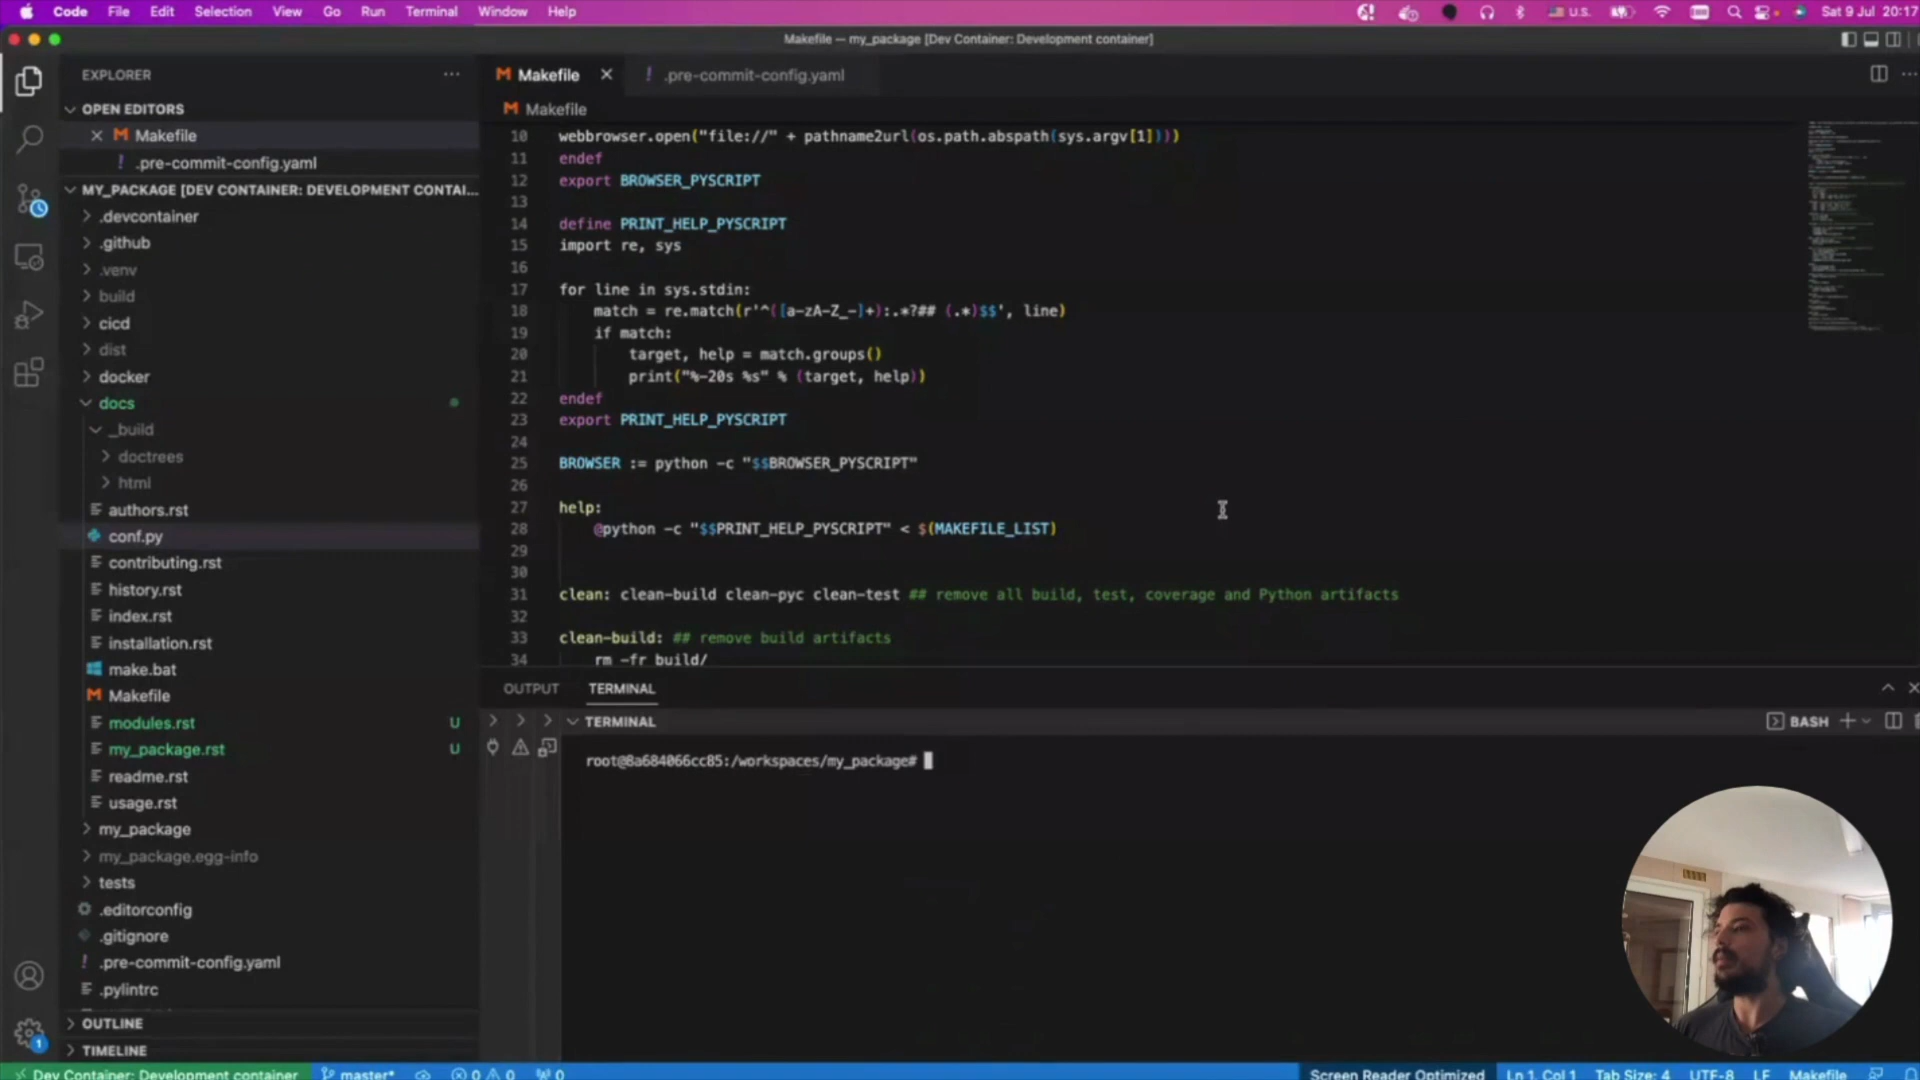 Code File Edit Selection View Go Run Terminal Window Help
U.S.
Sat 9 Jul 20:17
Makefile — my_package [Dev Container: Development container]
EXPLORER
OPEN EDITORS
Makefile
.pre-commit-config.yaml
MY_PACKAGE [DEV CONTAINER: DEVELOPMENT CONTAI...
.devcontainer
.github
.venv
build
cicd
dist
docker
docs
_build
doctrees
html
authors.rst
conf.py
contributing.rst
history.rst
index.rst
installation.rst
make.bat
Makefile
modules.rst U
my_package.rst U
readme.rst
usage.rst
my_package
my_package.egg-info
tests
.editorconfig
.gitignore
.pre-commit-config.yaml
.pylintrc
OUTLINE
TIMELINE
Makefile
.pre-commit-config.yaml
Makefile
10 webbrowser.open("file://" + pathname2url(os.path.abspath(sys.argv[1])))
11 endef
12 export BROWSER_PYSCRIPT
13
14 define PRINT_HELP_PYSCRIPT
15 import re, sys
16
17 for line in sys.stdin:
18 match = re.match(r'^([a-zA-Z_-]+):.*?## (.*)$$', line)
19 if match:
20 target, help = match.groups()
21 print("%-20s %s" % (target, help))
22 endef
23 export PRINT_HELP_PYSCRIPT
24
25 BROWSER := python -c "$$BROWSER_PYSCRIPT"
26
27 help:
28 @python -c "$$PRINT_HELP_PYSCRIPT" < $(MAKEFILE_LIST)
29
30
31 clean: clean-build clean-pyc clean-test ## remove all build, test, coverage and Python artifacts
32
33 clean-build: ## remove build artifacts
34 rm -fr build/
OUTPUT TERMINAL
TERMINAL
BASH
root@8a684066cc85:/workspaces/my_package#
1
Dev Container: Development container
master*
0 0
0
Screen Reader Optimized
Ln 1, Col 1
Tab Size: 4
UTF-8
LF
Makefile